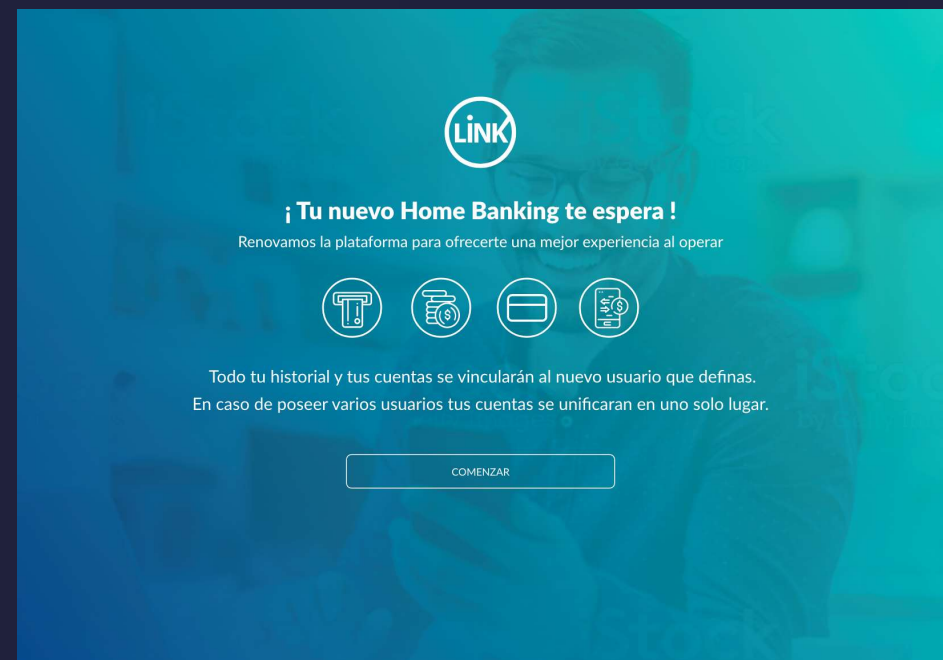 LINK
iStock
¡ Tu nuevo Home Banking te espera !
Renovamos la plataforma para ofrecerte una mejor experiencia al operar
Todo tu historial y tus cuentas se vincularán al nuevo usuario que definas.
En caso de poseer varios usuarios tus cuentas se unificaran en uno solo lugar.
COMENZAR
iStock